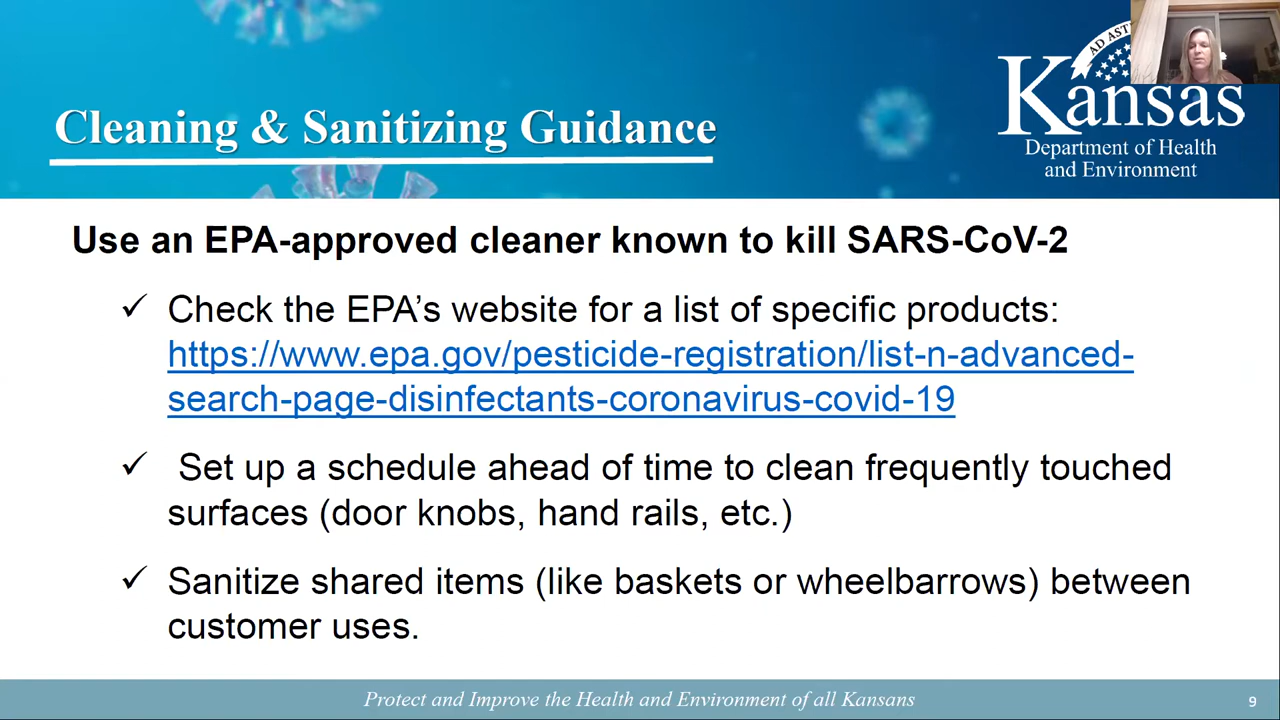 AD AST
Kansas
Department of Health
and Environment
Cleaning & Sanitizing Guidance
Use an EPA-approved cleaner known to kill SARS-CoV-2
✓ Check the EPA’s website for a list of specific products:
https://www.epa.gov/pesticide-registration/list-n-advanced-
search-page-disinfectants-coronavirus-covid-19
✓ Set up a schedule ahead of time to clean frequently touched
surfaces (door knobs, hand rails, etc.)
✓ Sanitize shared items (like baskets or wheelbarrows) between
customer uses.
Protect and Improve the Health and Environment of all Kansans
9